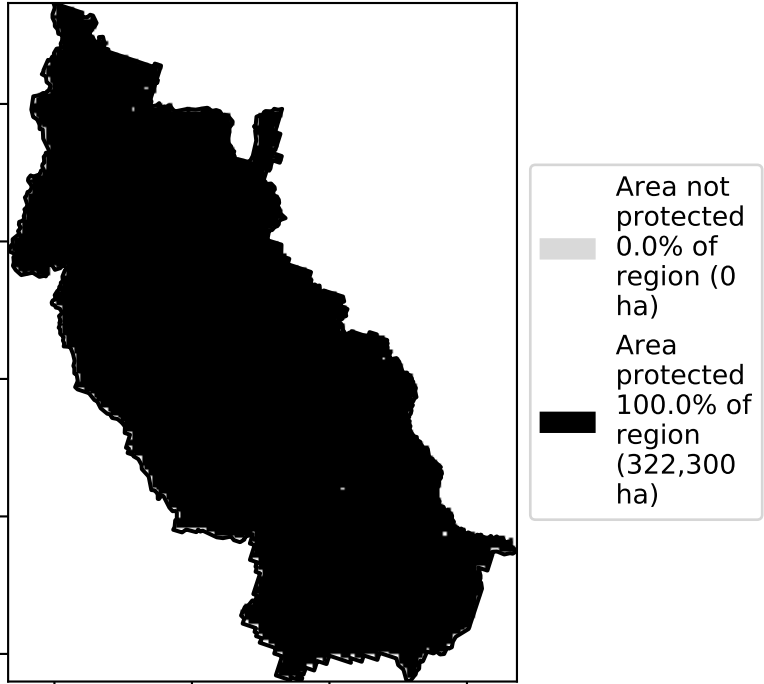 Area not
protected
0.0% of
region (0
ha)
Area
protected
100.0% of
region
(322,300
ha)